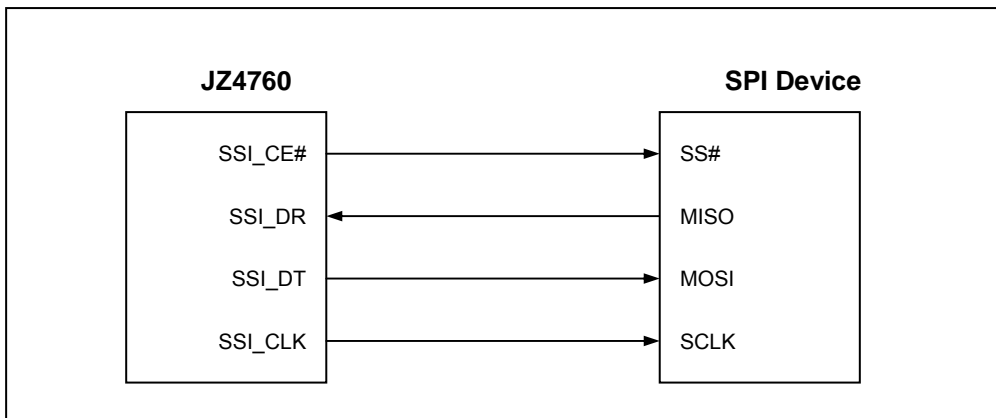 JZ4760 SPI Device
SSI_CE# SS#
SSI_DR MISO
SSI_DT MOSI
SSI_CLK SCLK